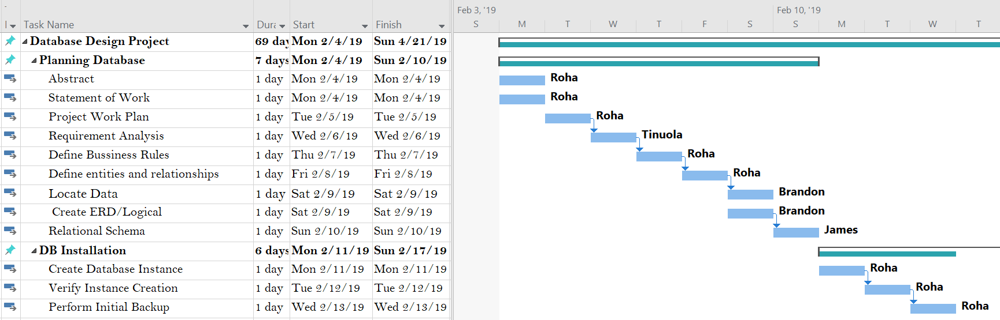 Feb 3, '19 Feb 10, '19
I Task Name Dura Start Finish S M T W T F S S M T W T
Database Design Project 69 day Mon 2/4/19 Sun 4/21/19
Planning Database 7 days Mon 2/4/19 Sun 2/10/19
Abstract 1 day Mon 2/4/19 Mon 2/4/19 Roha
Statement of Work 1 day Mon 2/4/19 Mon 2/4/19 Roha
Project Work Plan 1 day Tue 2/5/19 Tue 2/5/19 Roha
Requirement Analysis 1 day Wed 2/6/19 Wed 2/6/19 Tinuola
Define Bussiness Rules 1 day Thu 2/7/19 Thu 2/7/19 Roha
Define entities and relationships 1 day Fri 2/8/19 Fri 2/8/19 Roha
Locate Data 1 day Sat 2/9/19 Sat 2/9/19 Brandon
Create ERD/Logical 1 day Sat 2/9/19 Sat 2/9/19 Brandon
Relational Schema 1 day Sun 2/10/19 Sun 2/10/19 James
DB Installation 6 days Mon 2/11/19 Sun 2/17/19
Create Database Instance 1 day Mon 2/11/19 Mon 2/11/19 Roha
Verify Instance Creation 1 day Tue 2/12/19 Tue 2/12/19 Roha
Perform Initial Backup 1 day Wed 2/13/19 Wed 2/13/19 Roha